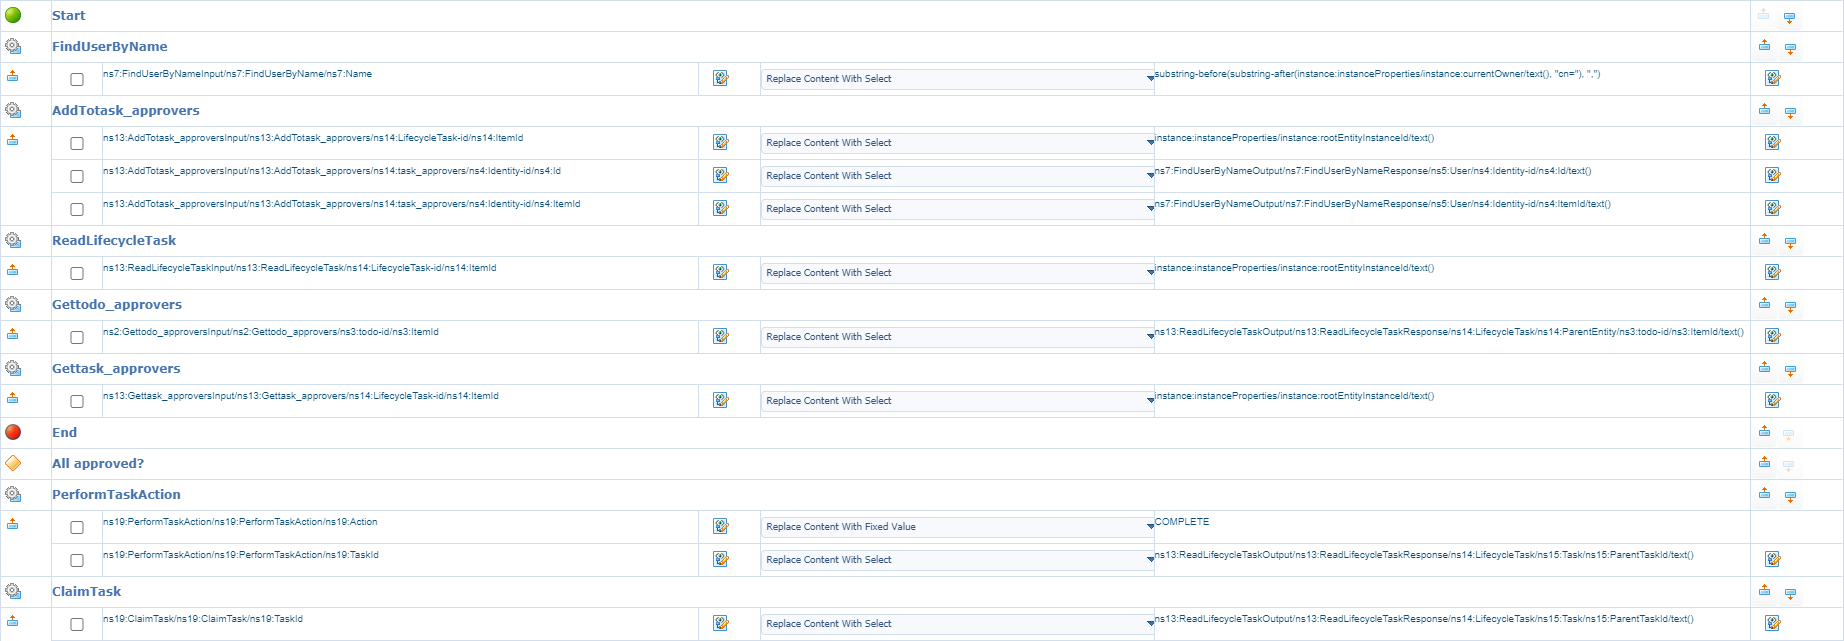 Start
FindUserByName
ns7:FindUserByNameInput/ns7:FindUserByName/ns7:Name Replace Content With Select substring-before(substring-after(instance:instanceProperties/instance:currentOwner/text(), "cn="), ",")
AddTotask_approvers
ns13:AddTotask_approversInput/ns13:AddTotask_approvers/ns14:LifecycleTask-id/ns14:ItemId Replace Content With Select instance:instanceProperties/instance:rootEntityInstanceId/text()
ns13:AddTotask_approversInput/ns13:AddTotask_approvers/ns14:task_approvers/ns4:Identity-id/ns4:Id Replace Content With Select ns7:FindUserByNameOutput/ns7:FindUserByNameResponse/ns5:User/ns4:Identity-id/ns4:Id/text()
ns13:AddTotask_approversInput/ns13:AddTotask_approvers/ns14:task_approvers/ns4:Identity-id/ns4:ItemId Replace Content With Select ns7:FindUserByNameOutput/ns7:FindUserByNameResponse/ns5:User/ns4:Identity-id/ns4:ItemId/text()
ReadLifecycleTask
ns13:ReadLifecycleTaskInput/ns13:ReadLifecycleTask/ns14:LifecycleTask-id/ns14:ItemId Replace Content With Select instance:instanceProperties/instance:rootEntityInstanceId/text()
Gettodo_approvers
ns2:Gettodo_approversInput/ns2:Gettodo_approvers/ns3:todo-id/ns3:ItemId Replace Content With Select ns13:ReadLifecycleTaskOutput/ns13:ReadLifecycleTaskResponse/ns14:LifecycleTask/ns14:ParentEntity/ns3:todo-id/ns3:ItemId/text()
Gettask_approvers
ns13:Gettask_approversInput/ns13:Gettask_approvers/ns14:LifecycleTask-id/ns14:ItemId Replace Content With Select instance:instanceProperties/instance:rootEntityInstanceId/text()
End
All approved?
PerformTaskAction
ns19:PerformTaskAction/ns19:PerformTaskAction/ns19:Action Replace Content With Fixed Value COMPLETE
ns19:PerformTaskAction/ns19:PerformTaskAction/ns19:TaskId Replace Content With Select ns13:ReadLifecycleTaskOutput/ns13:ReadLifecycleTaskResponse/ns14:LifecycleTask/ns15:Task/ns15:ParentTaskId/text()
ClaimTask
ns19:ClaimTask/ns19:ClaimTask/ns19:TaskId Replace Content With Select ns13:ReadLifecycleTaskOutput/ns13:ReadLifecycleTaskResponse/ns14:LifecycleTask/ns15:Task/ns15:ParentTaskId/text()